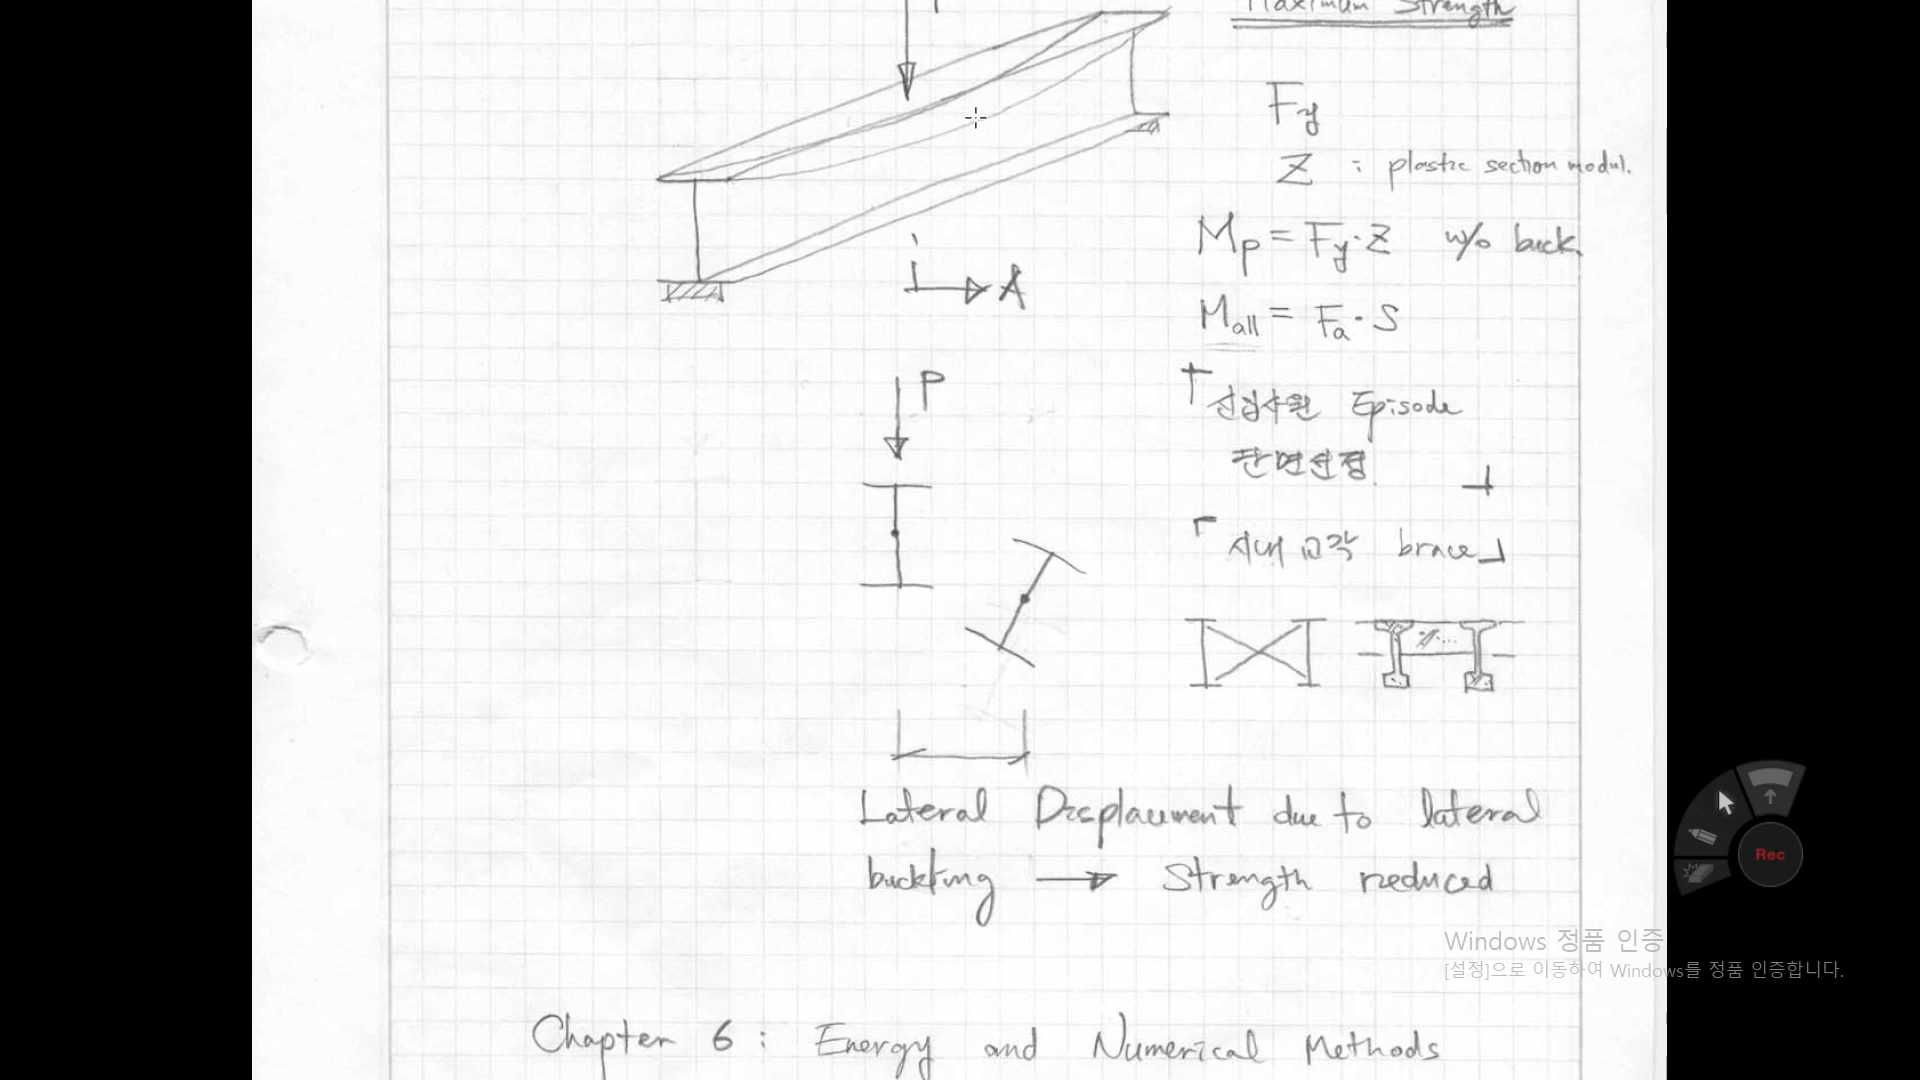 Maximum Strength
Fy
Z : plastic section modul.
Mp = Fy·Z w/o buck.
Mall = Fa·S
A
P
신입사원 Episode
단면산정
「시내교각 brace」
Lateral Displacement due to lateral
buckling → Strength reduced
Rec
Windows 정품 인증
[설정]으로 이동하여 Windows를 정품 인증합니다.
Chapter 6 : Energy and Numerical Methods